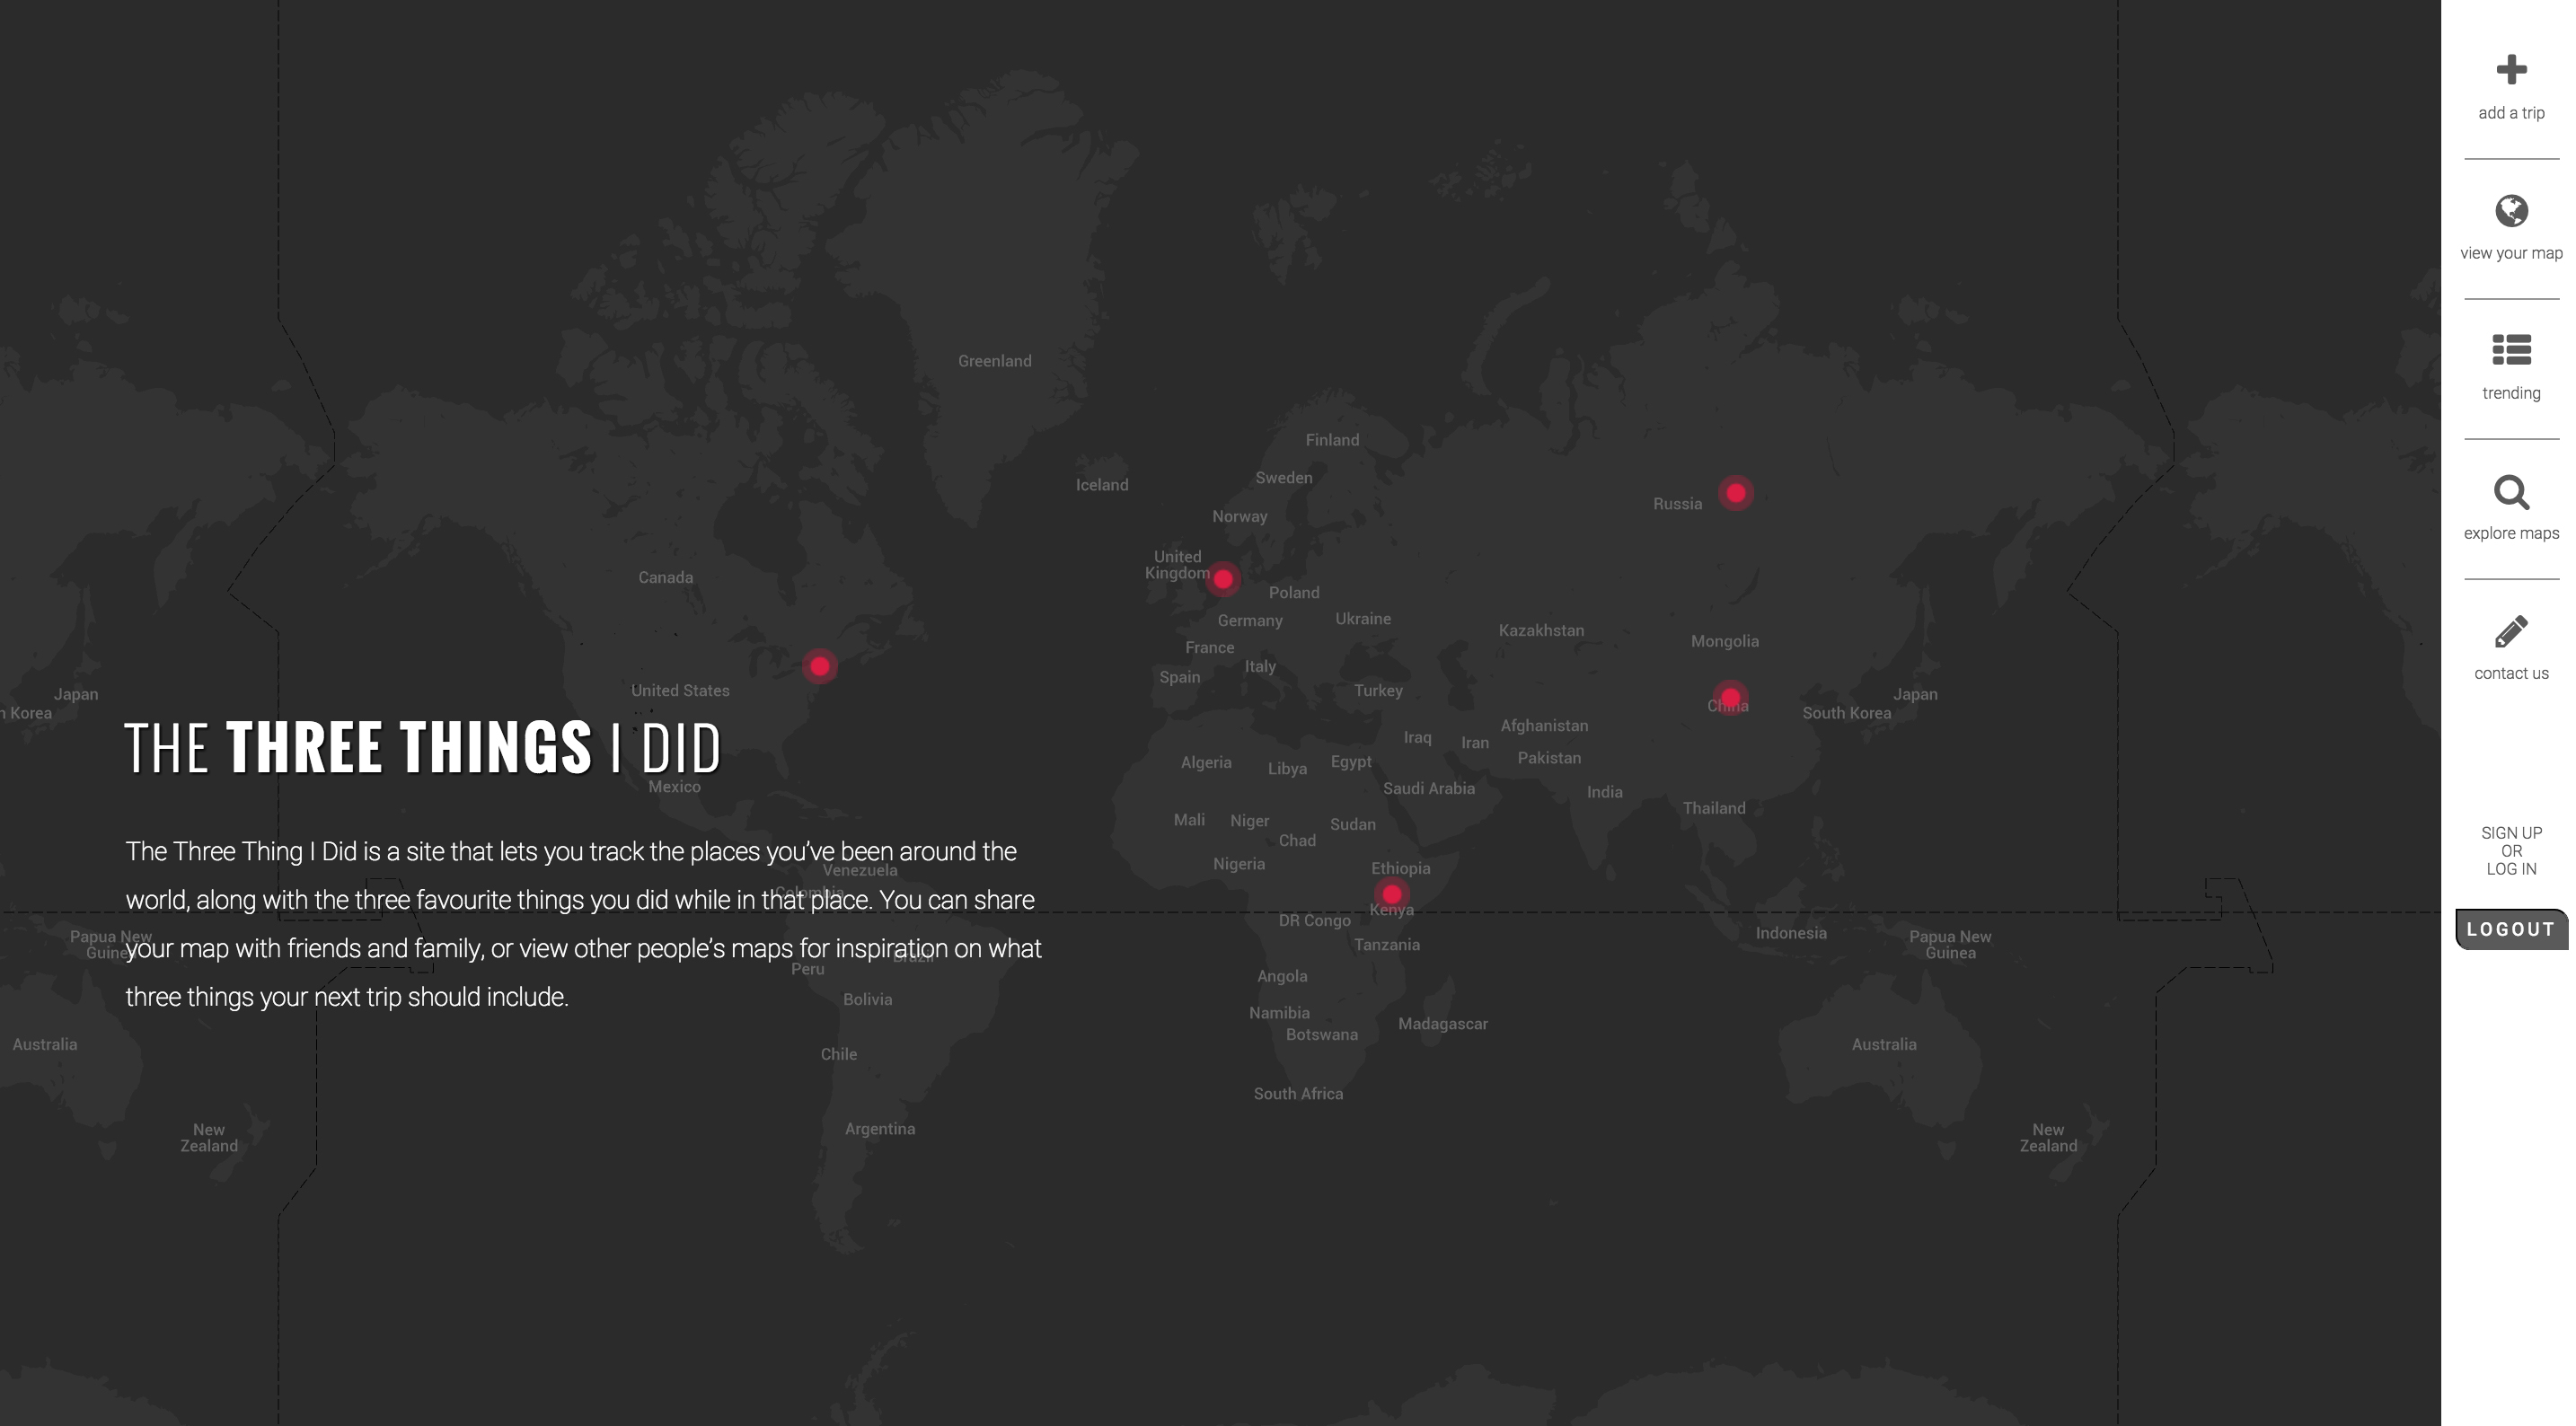 add a trip
view your map
trending
explore maps
contact us
SIGN UP
OR
LOG IN
LOGOUT
THE THREE THINGS I DID
The Three Thing I Did is a site that lets you track the places you've been around the
world, along with the three favourite things you did while in that place. You can share
your map with friends and family, or view other people's maps for inspiration on what
three things your next trip should include.
Greenland
Finland
Iceland
Sweden
Russia
Norway
United
Kingdom
Canada
Poland
Germany
Ukraine
Kazakhstan
Mongolia
France
Italy
Spain
United States
Turkey
Japan
Japan
China
n Korea
South Korea
Afghanistan
Iraq
Iran
Pakistan
Algeria
Libya
Egypt
Mexico
Saudi Arabia
India
Thailand
Mali
Niger
Sudan
Chad
Nigeria
Ethiopia
Venezuela
Colombia
Kenya
DR Congo
Indonesia
Papua New
Guinea
Papua New
Guinea
Tanzania
Brazil
Peru
Angola
Bolivia
Namibia
Botswana
Madagascar
Australia
Australia
Chile
South Africa
Argentina
New
Zealand
New
Zealand